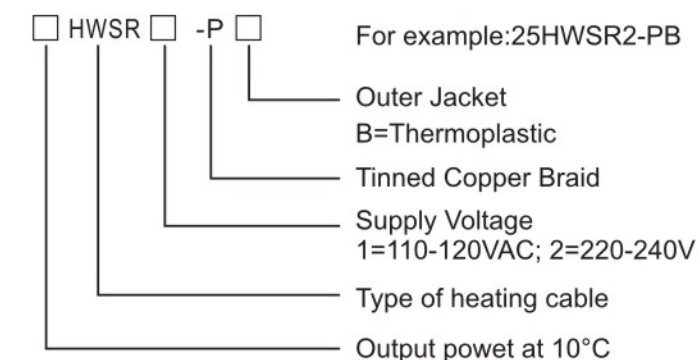 □ HWSR □ -P □
For example:25HWSR2-PB
Outer Jacket
B=Thermoplastic
Tinned Copper Braid
Supply Voltage
1=110-120VAC; 2=220-240V
Type of heating cable
Output powet at 10°C